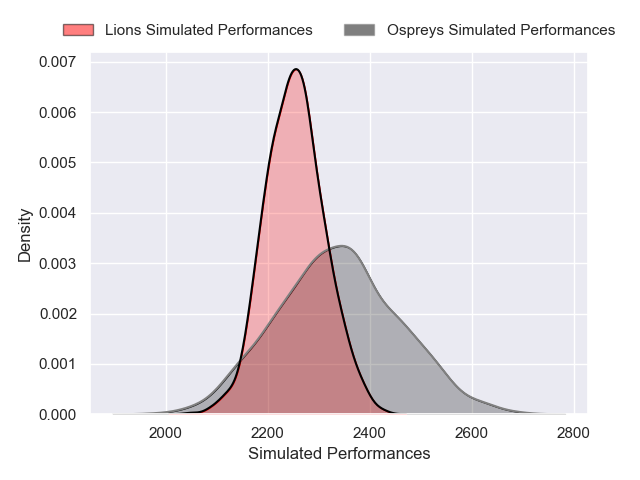 Lions Simulated Performances Ospreys Simulated Performances
0.007
0.006
0.005
0.004
0.003
0.002
0.001
0.000
Density
2000 2200 2400 2600 2800
Simulated Performances